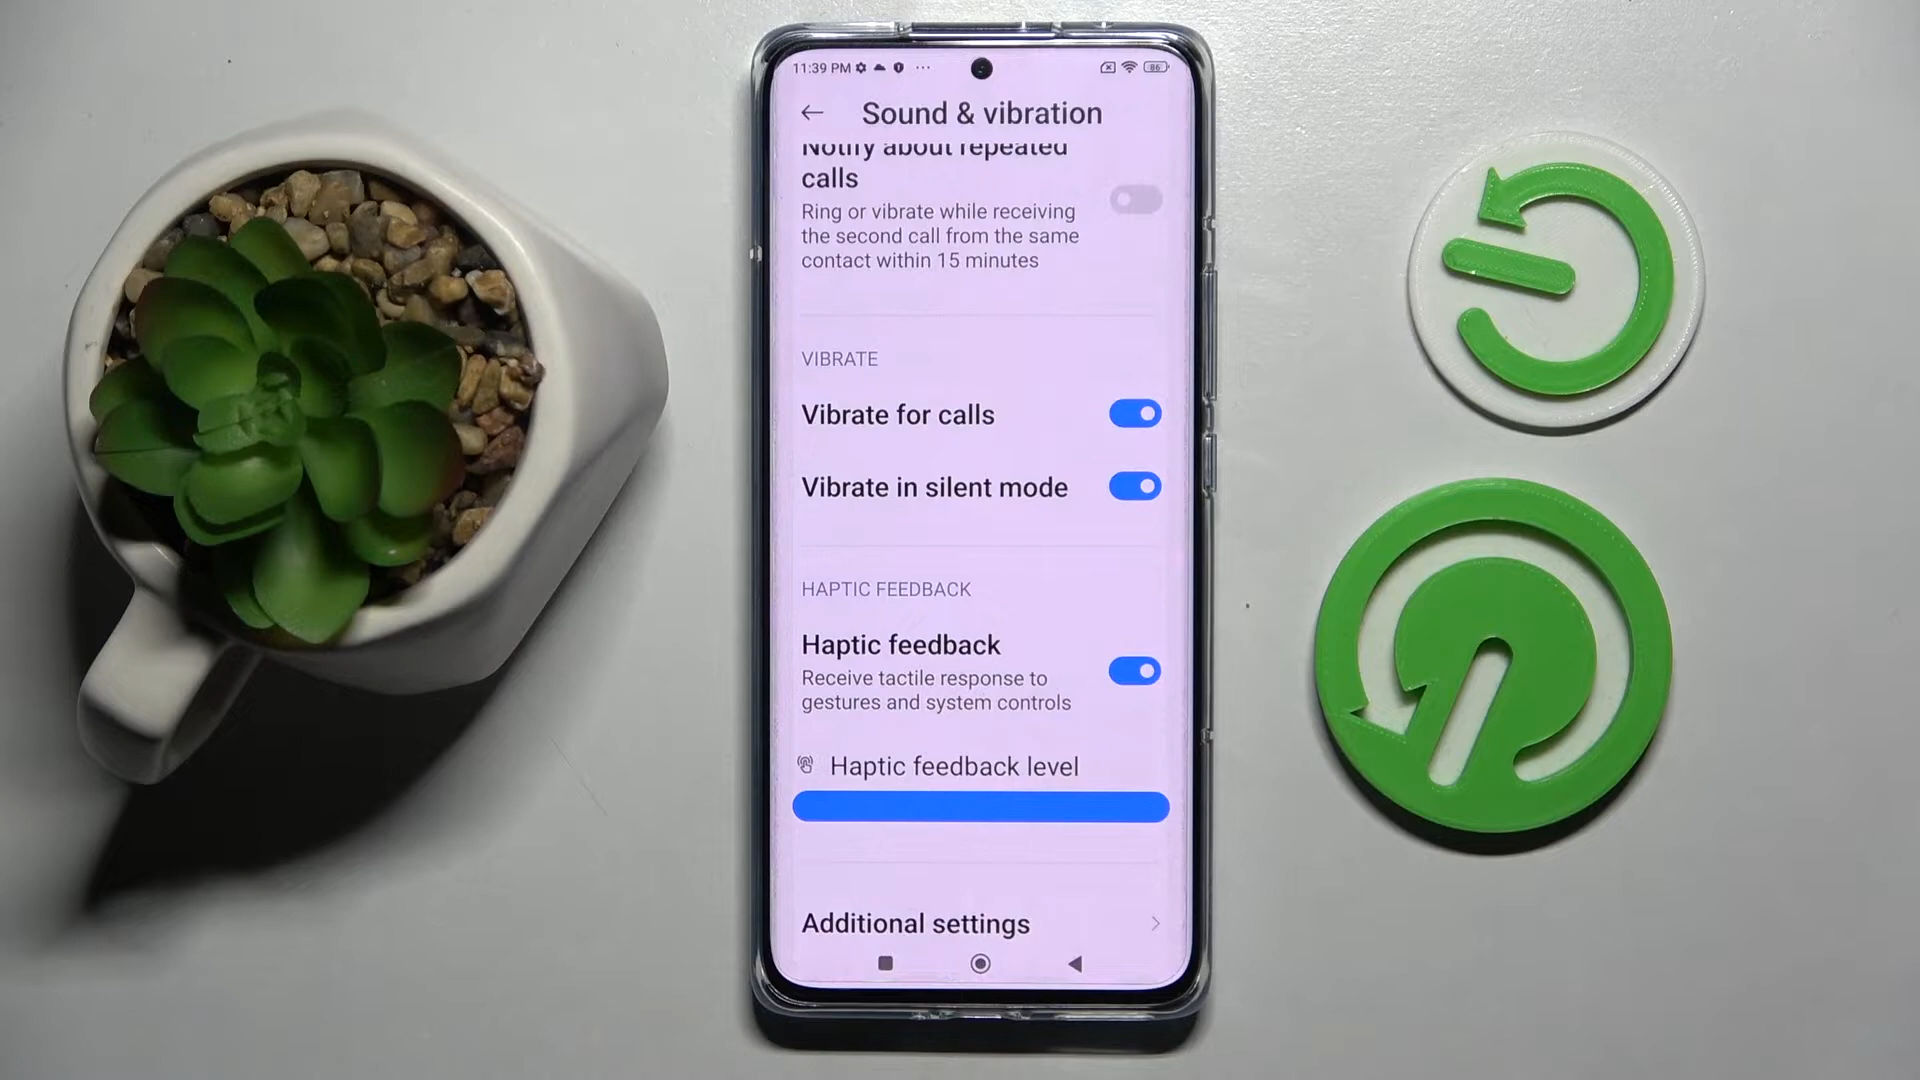 11:39 PM
86
Sound & vibration
Notify about repeated
calls
Ring or vibrate while receiving
the second call from the same
contact within 15 minutes
VIBRATE
Vibrate for calls
Vibrate in silent mode
HAPTIC FEEDBACK
Haptic feedback
Receive tactile response to
gestures and system controls
Haptic feedback level
Additional settings